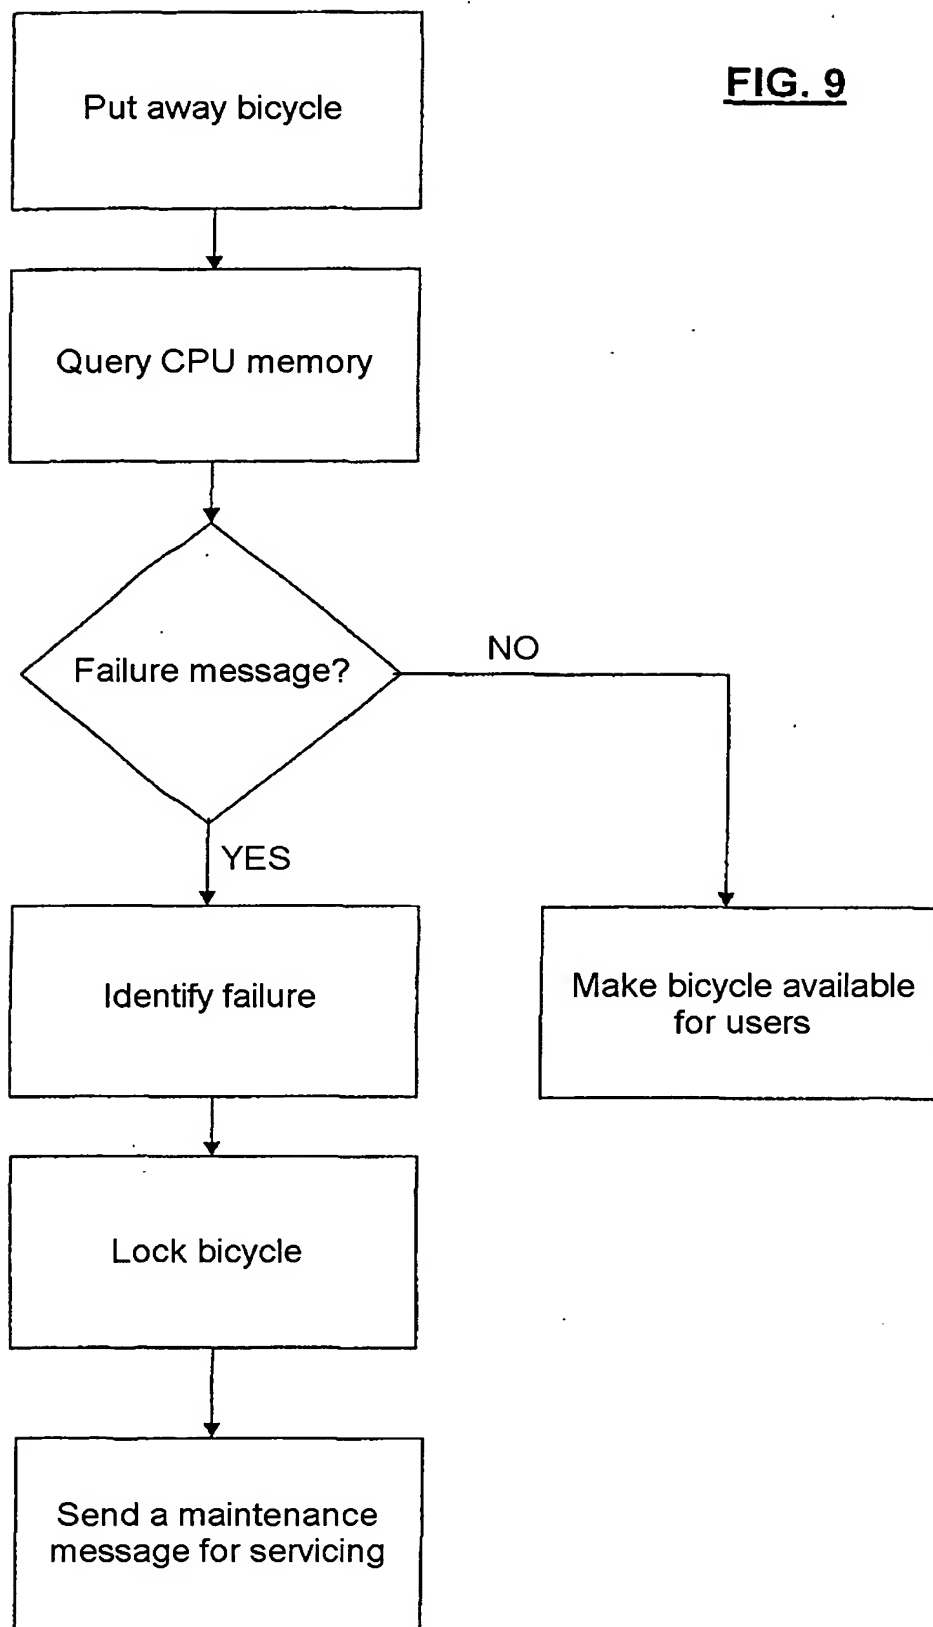 FIG. 9
Put away bicycle
Query CPU memory
Failure message?
NO
YES
Identify failure
Make bicycle available
for users
Lock bicycle
Send a maintenance
message for servicing